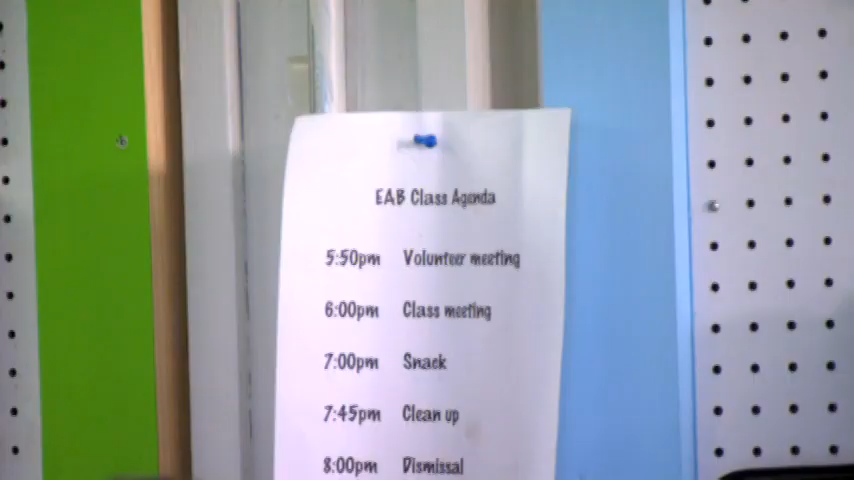 EAB Class Agenda
5:50pm Volunteer meeting
6:00pm Class meeting
7:00pm Snack
7:45pm Clean up
8:00pm Dismissal